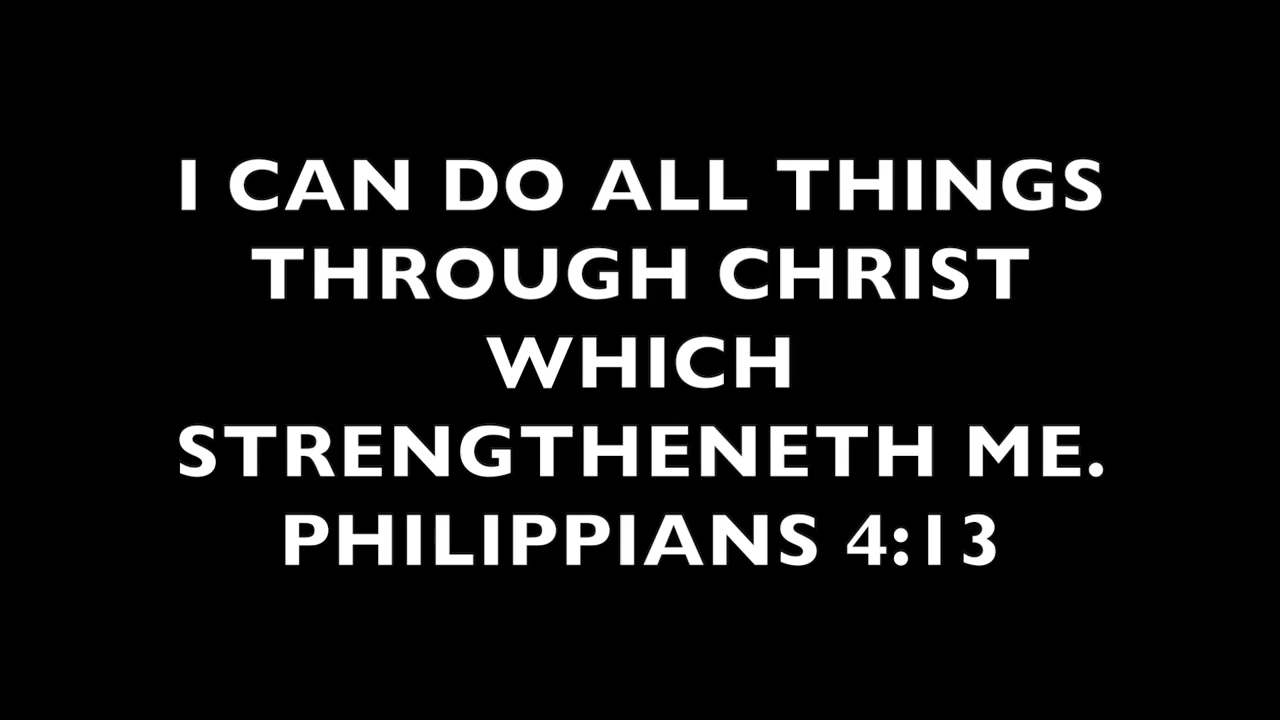 I CAN DO ALL THINGS
THROUGH CHRIST
WHICH
STRENGTHENETH ME.
PHILIPPIANS 4:13